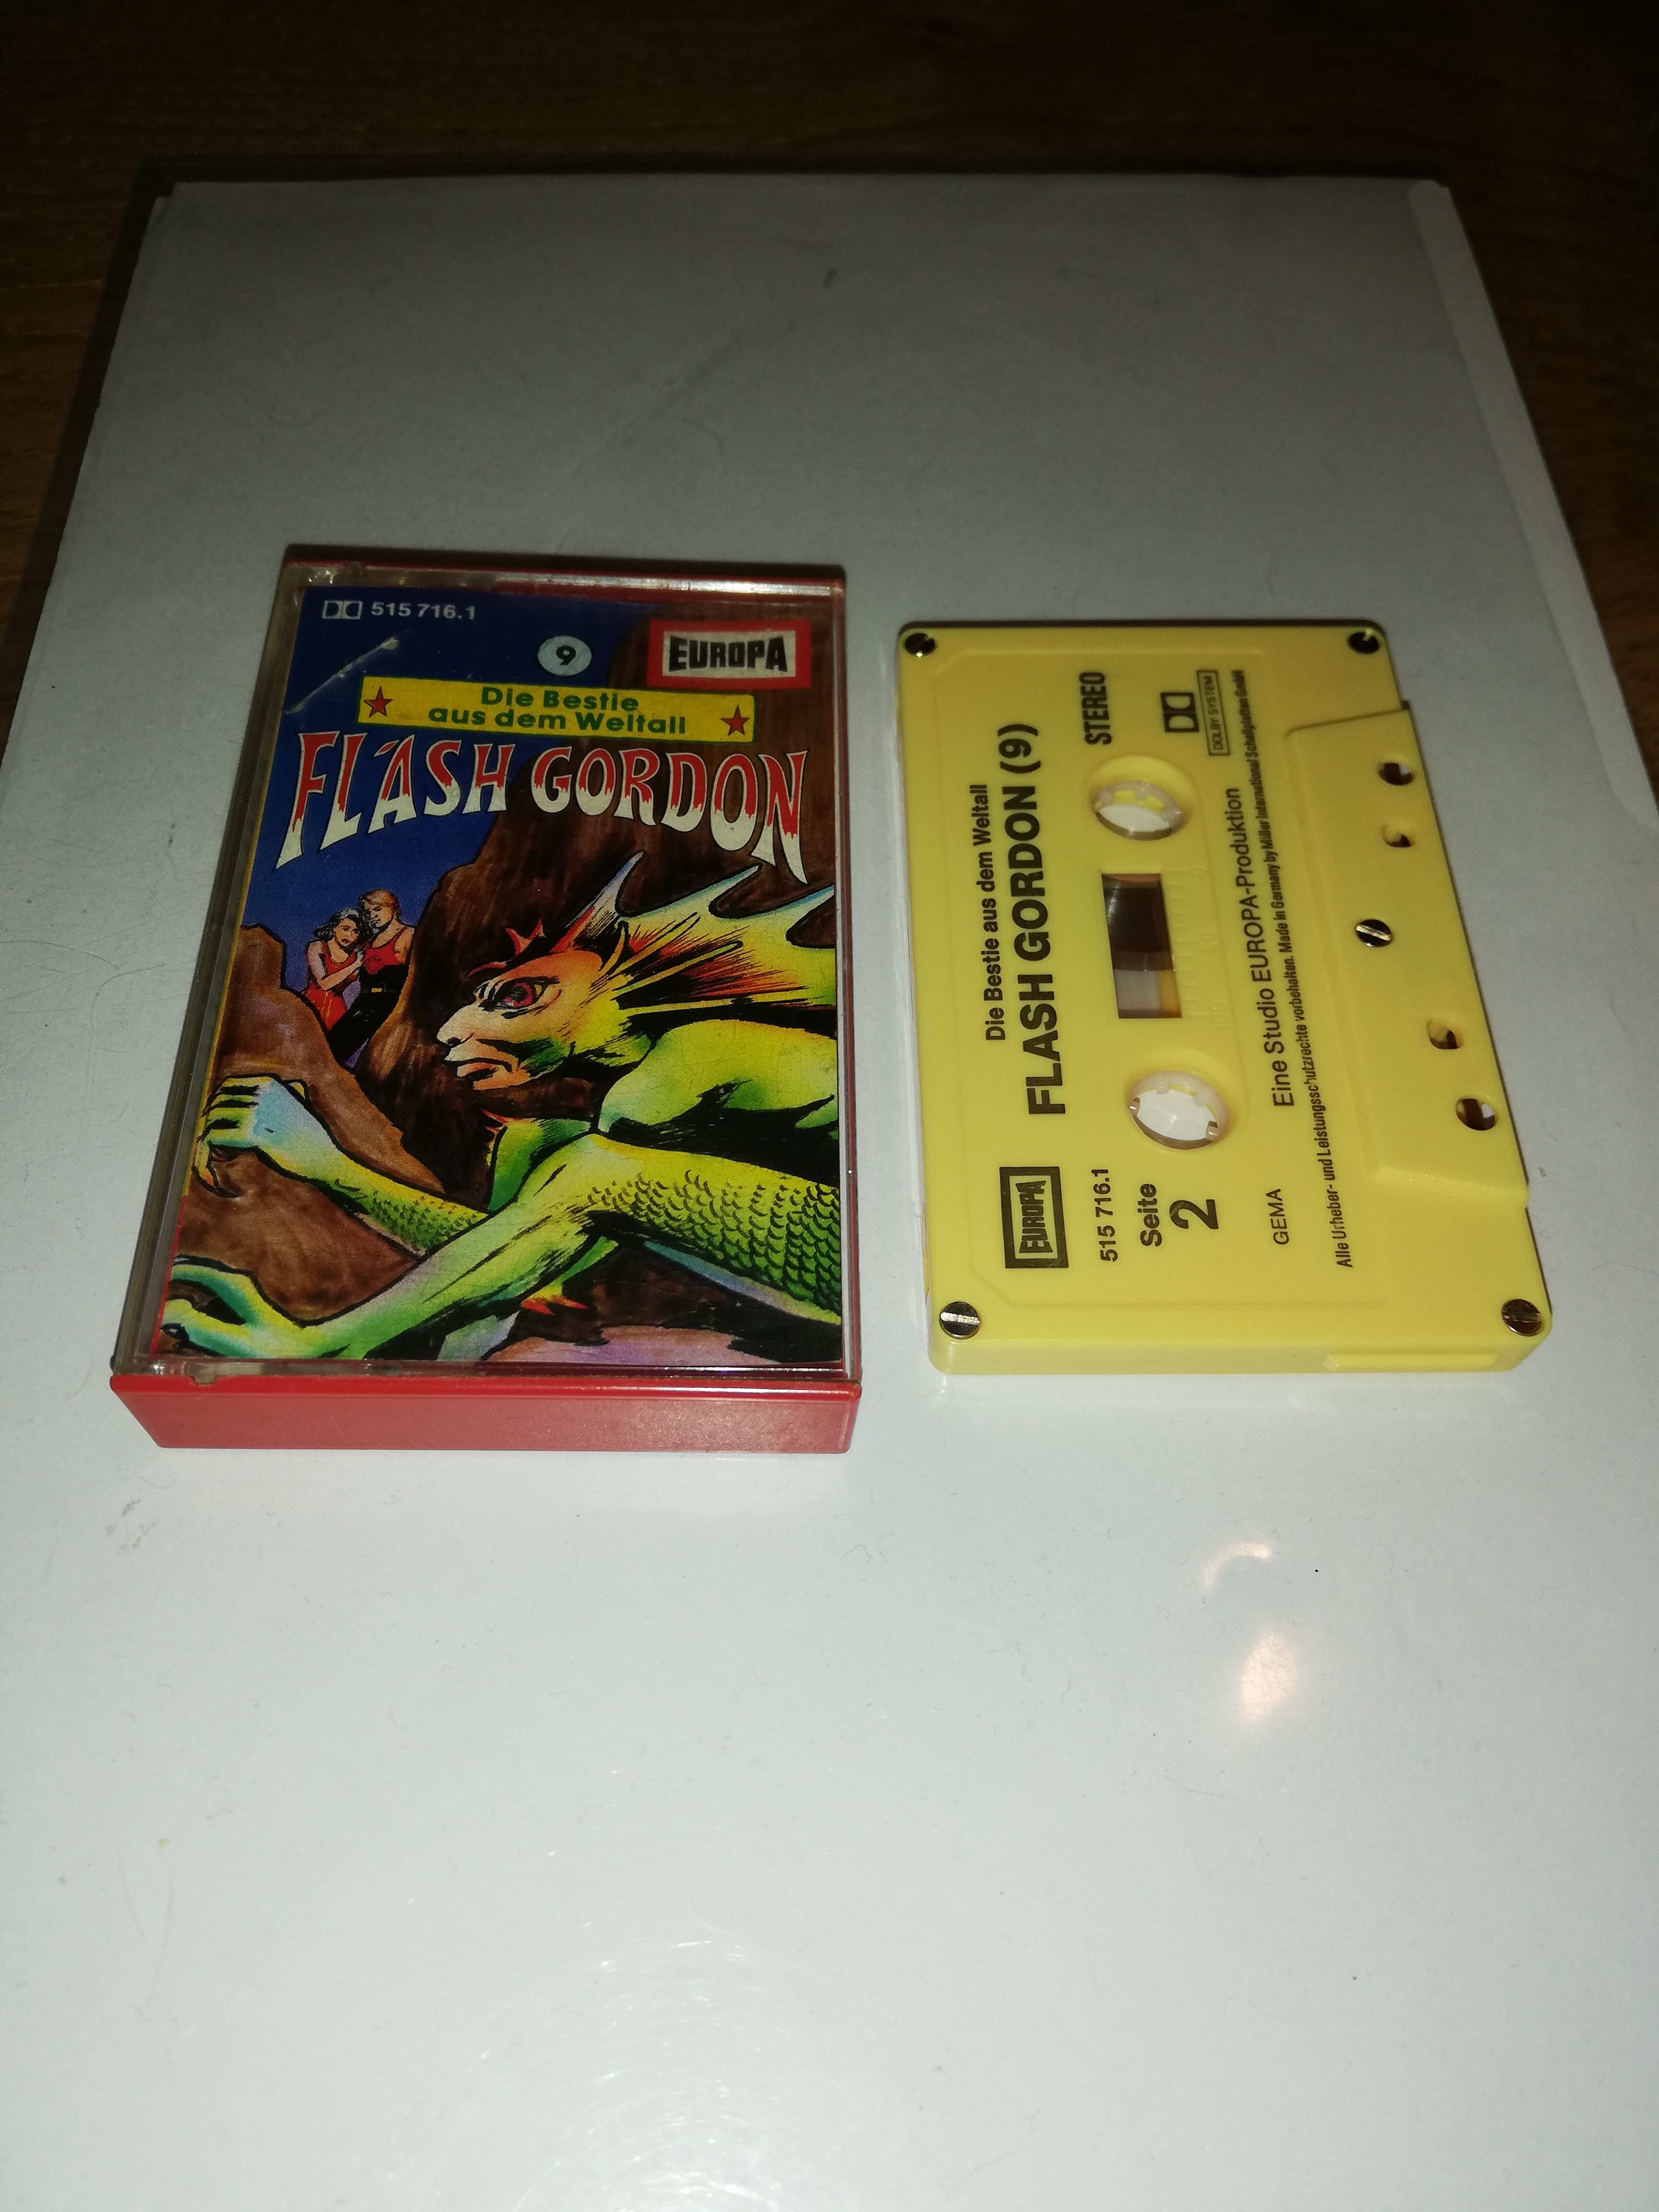 515 716.1
9
EUROPA
Die Bestie
aus dem Weltall
FLASH GORDON
Die Bestie aus dem Weltall
FLASH GORDON (9)
EUROPA
STEREO
515 716.1
Seite
2
DOLBY SYSTEM
Eine Studio EUROPA-Produktion
GEMA
Alle Urheber- und Leistungsschutzrechte vorbehalten. Made in Germany by Miller International Schallplatten GmbH